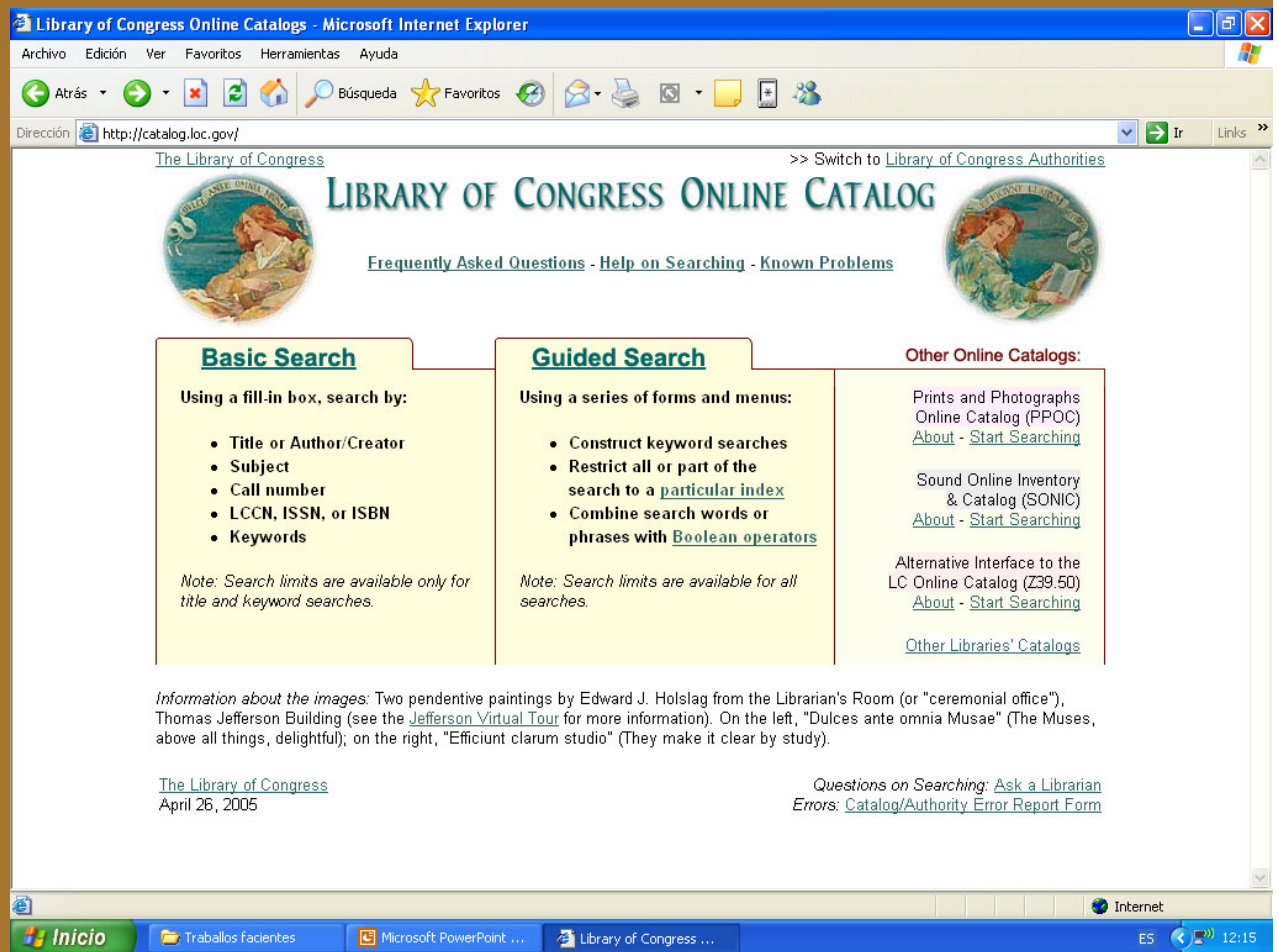 Library of Congress Online Catalogs - Microsoft Internet Explorer
Archivo Edición Ver Favoritos Herramientas Ayuda
Atrás Búsqueda Favoritos
Dirección http://catalog.loc.gov/ Ir Links »
The Library of Congress >> Switch to Library of Congress Authorities
LIBRARY OF CONGRESS ONLINE CATALOG
Frequently Asked Questions - Help on Searching - Known Problems
Basic Search
Using a fill-in box, search by:
• Title or Author/Creator
• Subject
• Call number
• LCCN, ISSN, or ISBN
• Keywords
Note: Search limits are available only for
title and keyword searches.
Guided Search
Using a series of forms and menus:
• Construct keyword searches
• Restrict all or part of the
search to a particular index
• Combine search words or
phrases with Boolean operators
Note: Search limits are available for all
searches.
Other Online Catalogs:
Prints and Photographs
Online Catalog (PPOC)
About - Start Searching
Sound Online Inventory
& Catalog (SONIC)
About - Start Searching
Alternative Interface to the
LC Online Catalog (Z39.50)
About - Start Searching
Other Libraries' Catalogs
Information about the images: Two pendentive paintings by Edward J. Holslag from the Librarian's Room (or "ceremonial office"),
Thomas Jefferson Building (see the Jefferson Virtual Tour for more information). On the left, "Dulces ante omnia Musae" (The Muses,
above all things, delightful); on the right, "Efficiunt clarum studio" (They make it clear by study).
The Library of Congress
April 26, 2005
Questions on Searching: Ask a Librarian
Errors: Catalog/Authority Error Report Form
Internet
Inicio Traballos facientes Microsoft PowerPoint ... Library of Congress ... ES 12:15